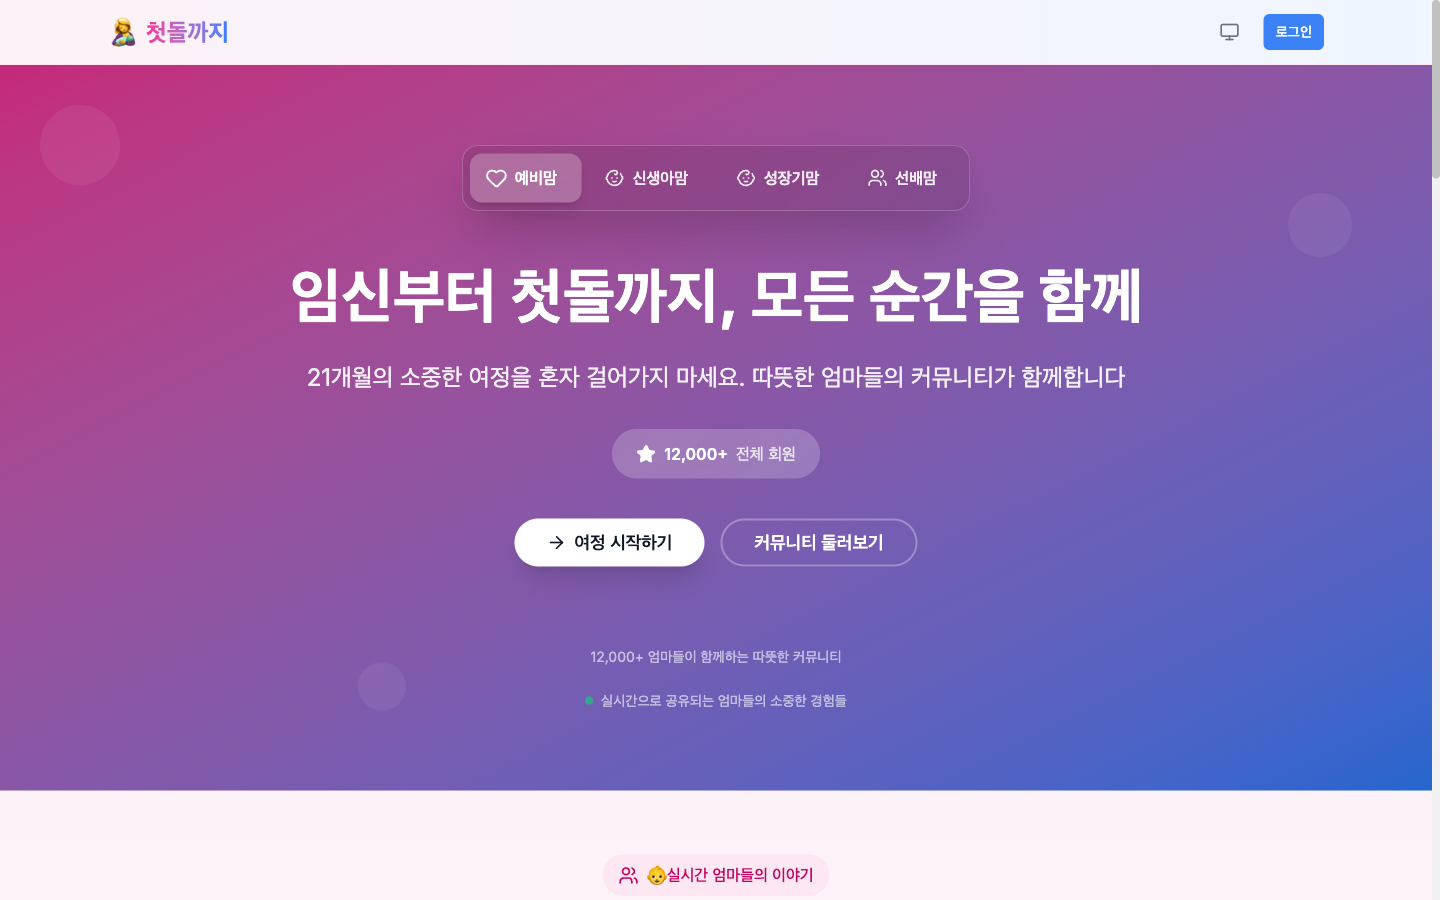 첫돌까지
로그인
예비맘
신생아맘
성장기맘
선배맘
임신부터 첫돌까지, 모든 순간을 함께
21개월의 소중한 여정을 혼자 걸어가지 마세요. 따뜻한 엄마들의 커뮤니티가 함께합니다
12,000+ 전체 회원
여정 시작하기
커뮤니티 둘러보기
12,000+ 엄마들이 함께하는 따뜻한 커뮤니티
실시간으로 공유되는 엄마들의 소중한 경험들
실시간 엄마들의 이야기